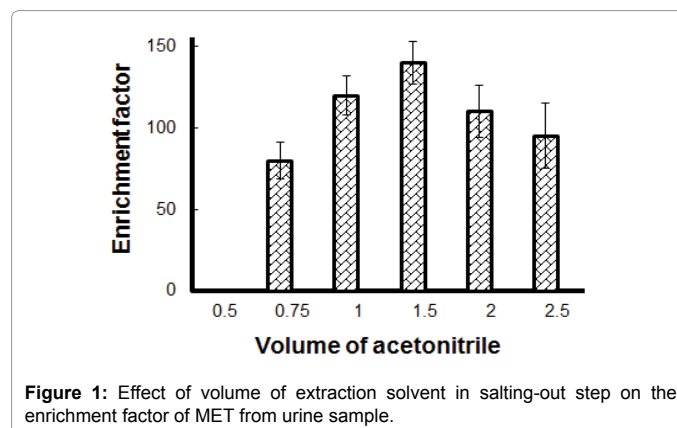 150
100
50
0
Enrichment factor
0.5 0.75 1 1.5 2 2.5
Volume of acetonitrile
Figure 1: Effect of volume of extraction solvent in salting-out step on the
enrichment factor of MET from urine sample.